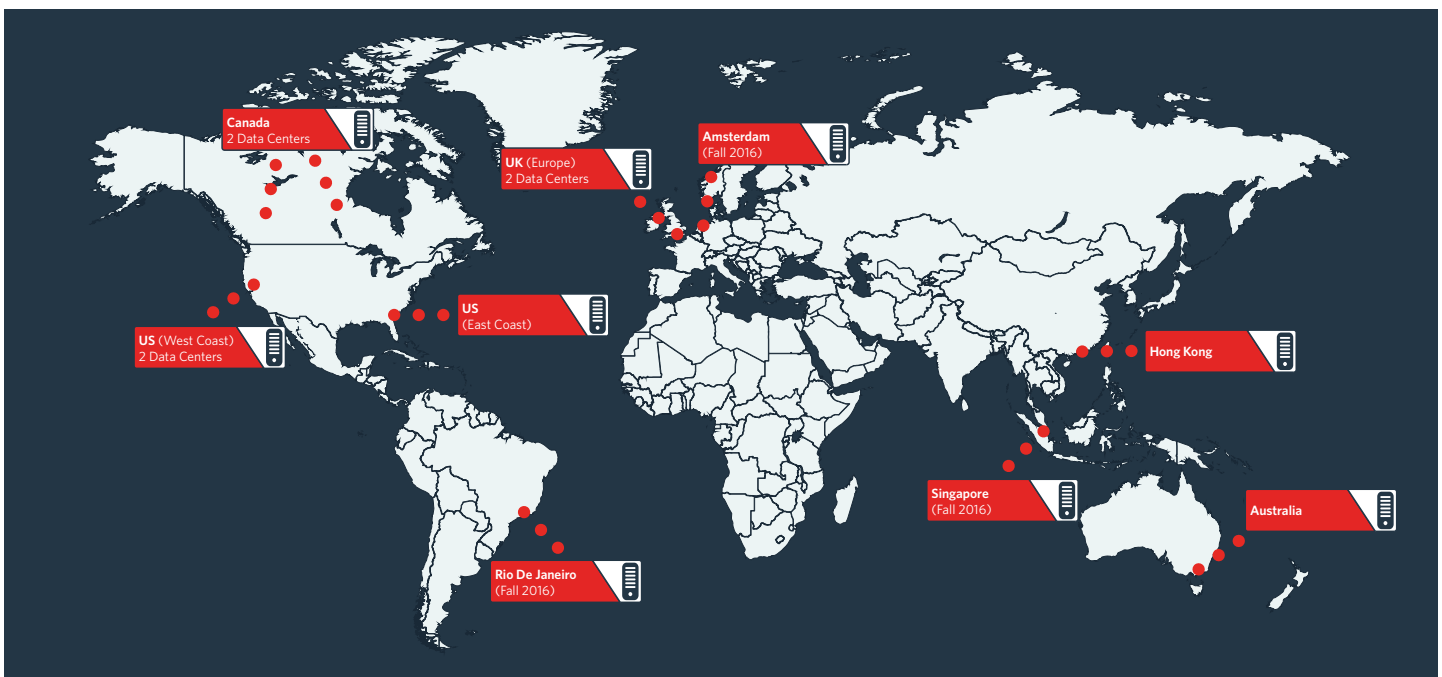 Canada
2 Data Centers
UK (Europe)
2 Data Centers
Amsterdam
(Fall 2016)
US
(East Coast)
US (West Coast)
2 Data Centers
Hong Kong
Singapore
(Fall 2016)
Australia
Rio De Janeiro
(Fall 2016)